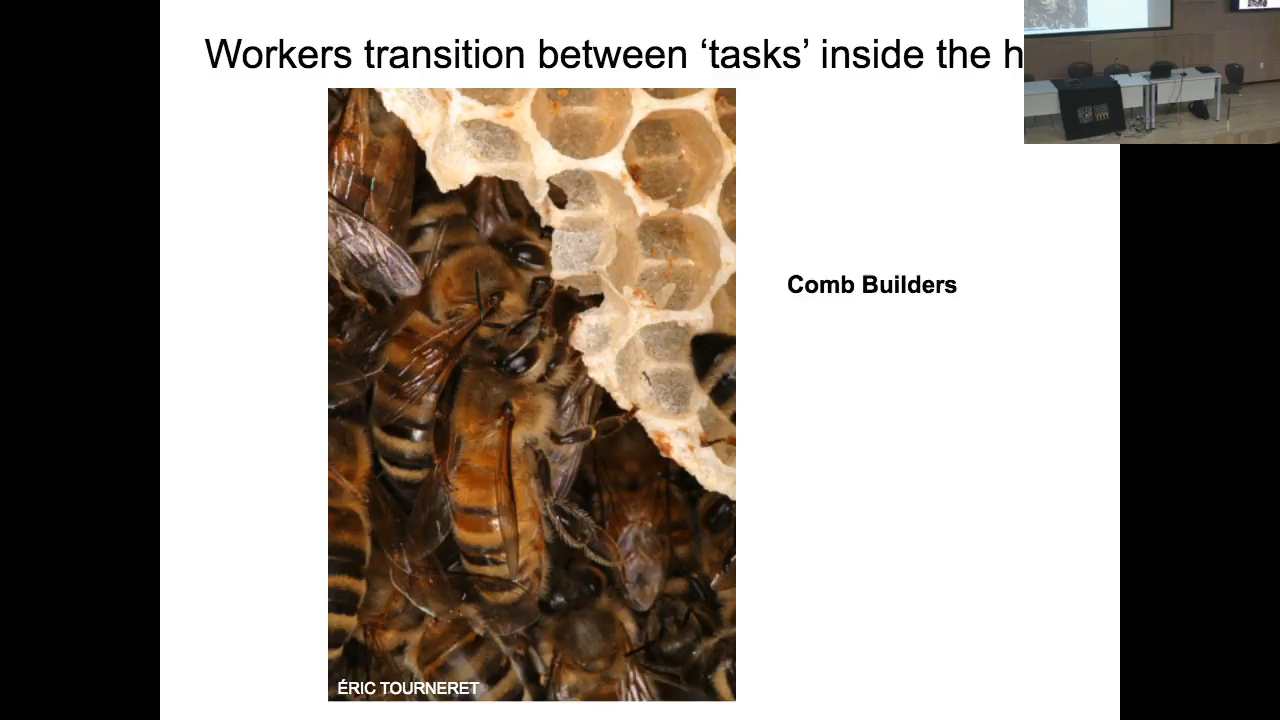 Workers transition between ‘tasks’ inside the h
Comb Builders
ÉRIC TOURNERET